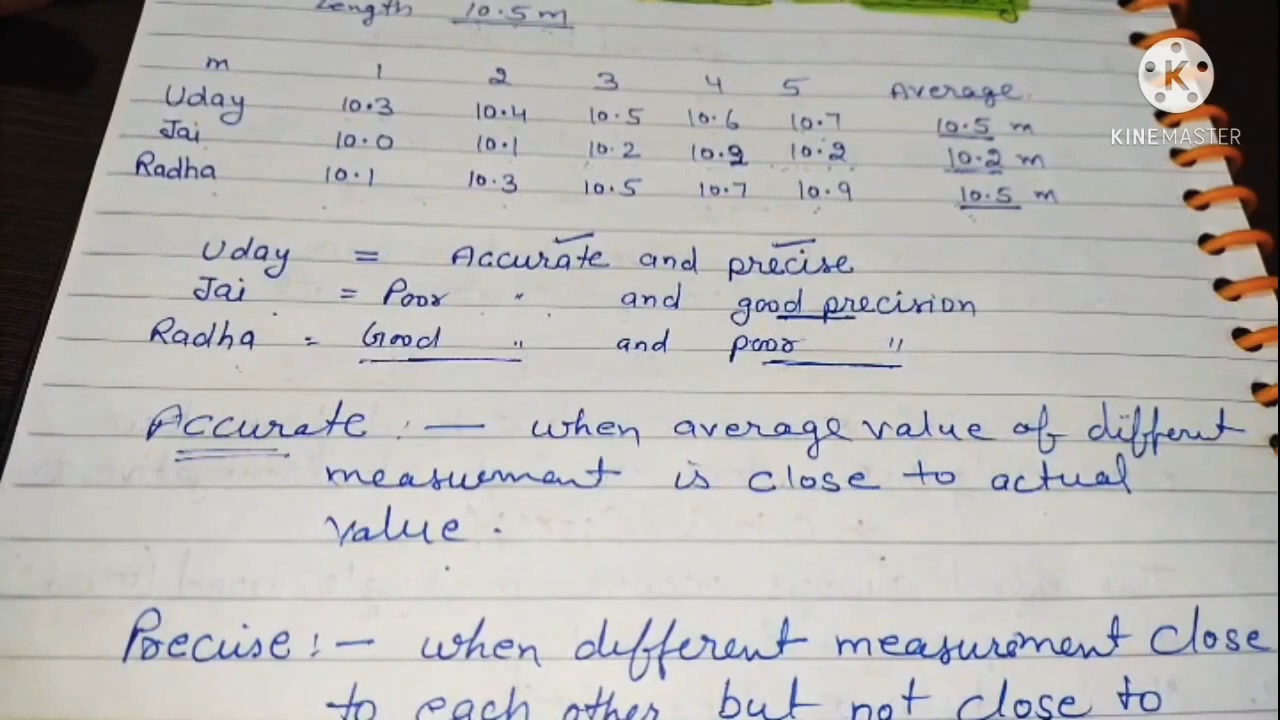 Length 10.5 m
m 1 2 3 4 5 Average
Uday 10.3 10.4 10.5 10.6 10.7 10.5 m
Jai 10.0 10.1 10.2 10.2 10.2 10.2 m
Radha 10.1 10.3 10.5 10.7 10.9 10.5 m
K
KINEMASTER
Uday = Accurate and precise
Jai = Poor " and good precision
Radha = Good " and poor "
Accurate :- when average value of differut
measurmant is close to actual
value.
Precise :- when different measurement close
to each other but not close to